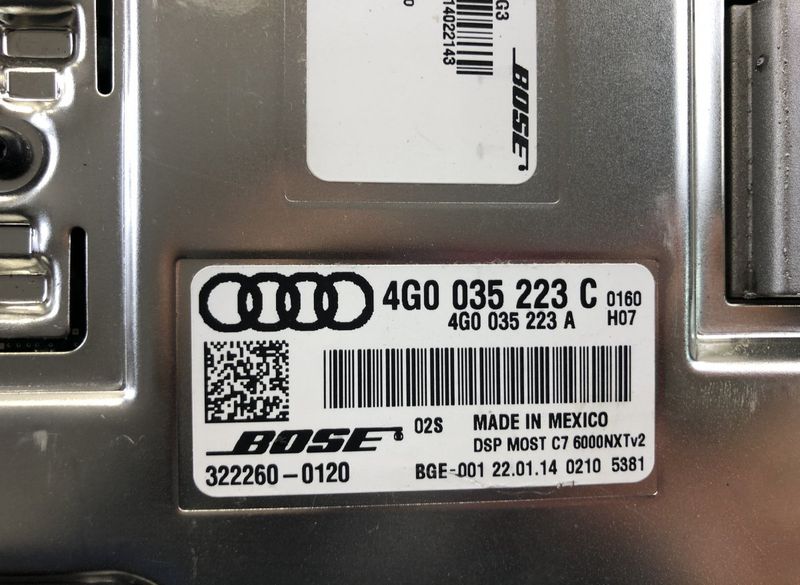 G3
14022143
BOSE
4G0 035 223 C 0160
4G0 035 223 A H07
02S MADE IN MEXICO
BOSE® DSP MOST C7 6000NXTv2
322260-0120 BGE-001 22.01.14 0210 5381